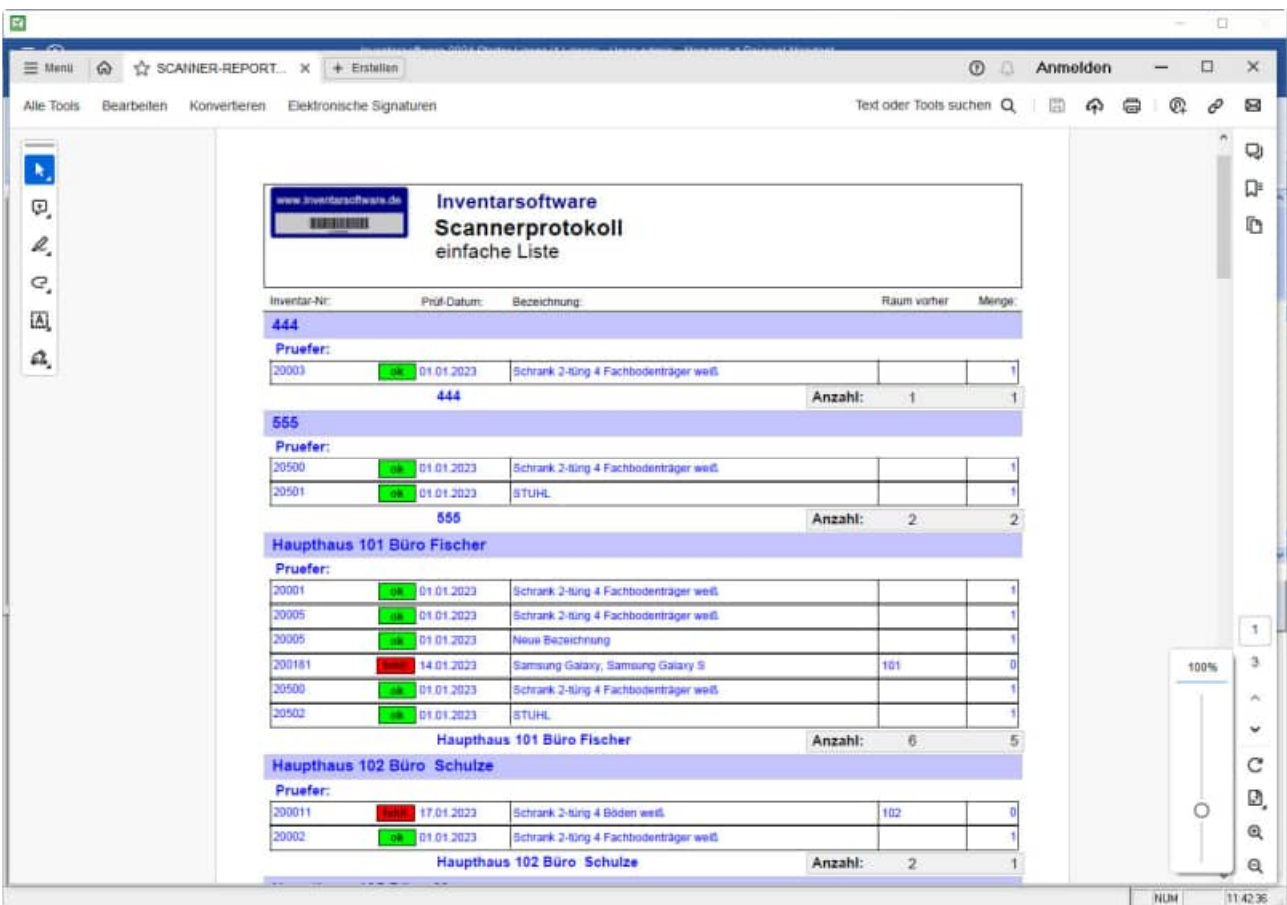 Menü SCANNER-REPORT... × + Erstellen Anmelden
Alle Tools Bearbeiten Konvertieren Elektronische Signaturen Text oder Tools suchen
www.inventarsoftware.de
Inventarsoftware
Scannerprotokoll
einfache Liste
Inventar-Nr: Prüf-Datum: Bezeichnung: Raum vorher Menge:
444
Pruefer:
20003 ok 01.01.2023 Schrank 2-türig 4 Fachbodenträger weiß 1
444 Anzahl: 1 1
555
Pruefer:
20500 ok 01.01.2023 Schrank 2-türig 4 Fachbodenträger weiß 1
20501 ok 01.01.2023 STUHL 1
555 Anzahl: 2 2
Haupthaus 101 Büro Fischer
Pruefer:
20001 ok 01.01.2023 Schrank 2-türig 4 Fachbodenträger weiß 1
20005 ok 01.01.2023 Schrank 2-türig 4 Fachbodenträger weiß 1
20005 ok 01.01.2023 Neue Bezeichnung 1
200181 fehlt 14.01.2023 Samsung Galaxy, Samsung Galaxy S 101 0
20500 ok 01.01.2023 Schrank 2-türig 4 Fachbodenträger weiß 1
20502 ok 01.01.2023 STUHL 1
Haupthaus 101 Büro Fischer Anzahl: 6 5
Haupthaus 102 Büro Schulze
Pruefer:
200011 fehlt 17.01.2023 Schrank 2-türig 4 Böden weiß 102 0
20002 ok 01.01.2023 Schrank 2-türig 4 Fachbodenträger weiß 1
Haupthaus 102 Büro Schulze Anzahl: 2 1
1
3
100%
NUM 11:42:36